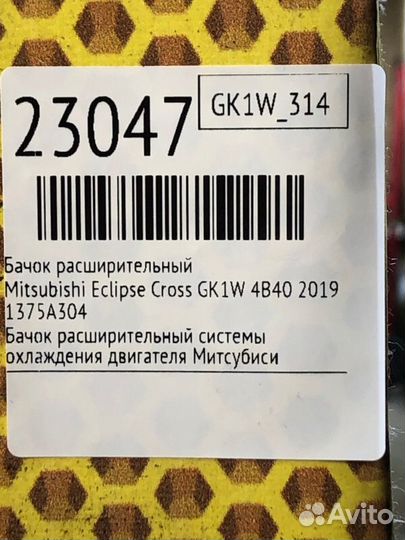 23047
GK1W_314
Бачок расширительный
Mitsubishi Eclipse Cross GK1W 4B40 2019
1375A304
Бачок расширительный системы
охлаждения двигателя Митсубиси
Avito